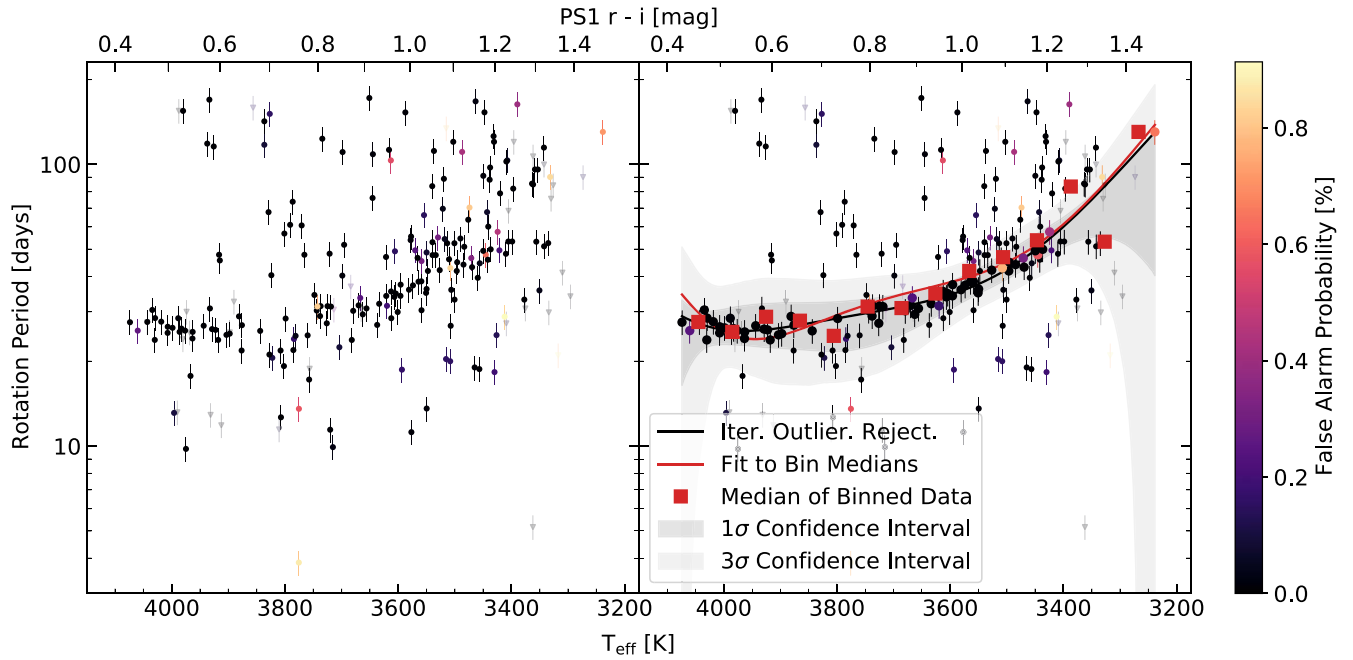 PS1 r - i [mag]
0.4 0.6 0.8 1.0 1.2 1.4 0.4 0.6 0.8 1.0 1.2 1.4
Rotation Period [days]
100
10
Iter. Outlier. Reject.
Fit to Bin Medians
Median of Binned Data
1σ Confidence Interval
3σ Confidence Interval
4000 3800 3600 3400 3200 4000 3800 3600 3400 3200
T_eff [K]
0.8
0.6
0.4
0.2
0.0
False Alarm Probability [%]